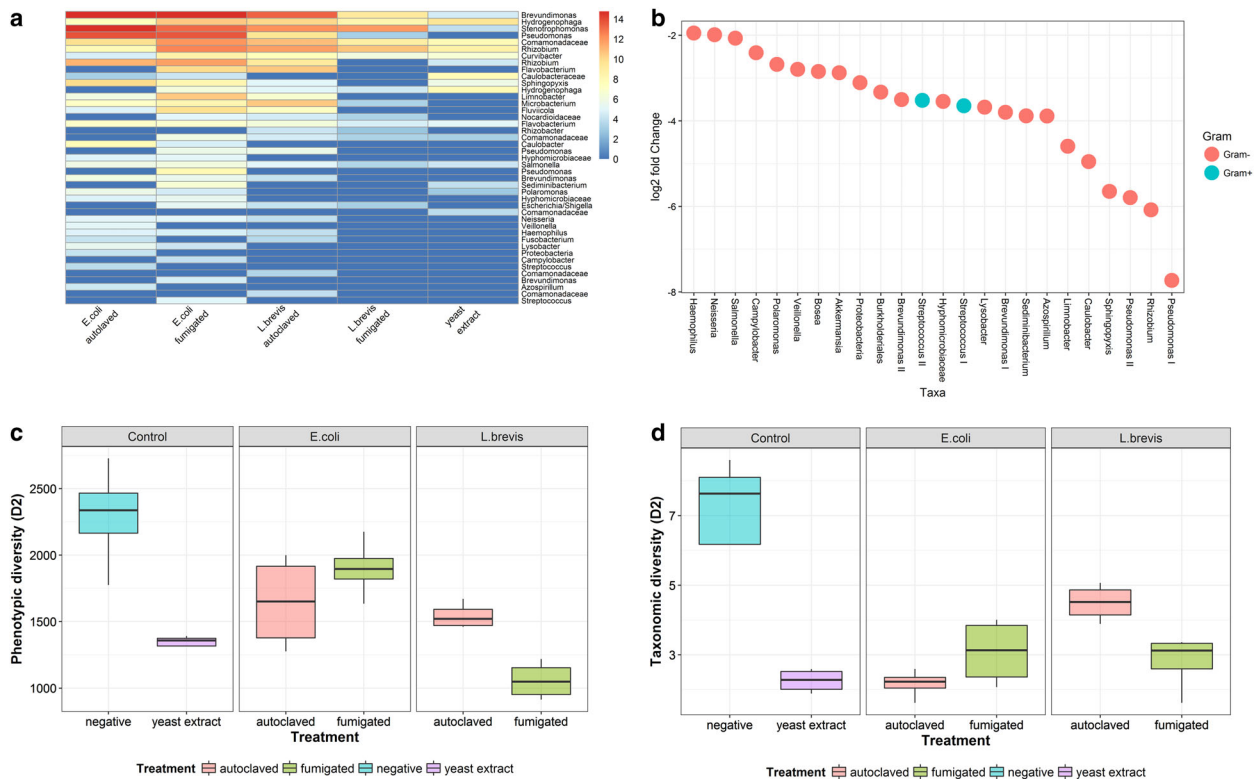 a
14
12
10
8
6
4
2
0
Brevundimonas
Hydrogenophaga
Stenotrophomonas
Pseudomonas
Comamonadaceae
Rhizobium
Curvibacter
Rhizobium
Flavobacterium
Caulobacteraceae
Sphingopyxis
Hydrogenophaga
Limnobacter
Microbacterium
Fluviicola
Nocardioidaceae
Flavobacterium
Rhizobacter
Comamonadaceae
Caulobacter
Pseudomonas
Hyphomicrobiaceae
Salmonella
Pseudomonas
Brevundimonas
Sediminibacterium
Polaromonas
Hyphomicrobiaceae
Escherichia/Shigella
Comamonadaceae
Neisseria
Veillonella
Haemophilus
Fusobacterium
Lysobacter
Proteobacteria
Campylobacter
Streptococcus
Comamonadaceae
Brevundimonas
Azospirillum
Comamonadaceae
Streptococcus
E.coli
autolaved
E.coli
fumigated
L.brevis
autoclaved
L.brevis
fumigated
yeast
extract
b
log2 fold Change
-2
-4
-6
-8
Haemophilus
Neisseria
Salmonella
Campylobacter
Polaromonas
Veillonella
Bosea
Akkermansia
Proteobacteria
Burkholderiales
Brevundimonas II
Streptococcus II
Hyphomicrobiaceae
Streptococcus I
Lysobacter
Brevundimonas I
Sediminibacterium
Azospirillum
Limnobacter
Caulobacter
Sphingopyxis
Pseudomonas II
Rhizobium
Pseudomonas I
Taxa
Gram
Gram-
Gram+
c
Control
E.coli
L.brevis
Phenotypic diversity (D2)
2500
2000
1500
1000
negative
yeast extract
autoclaved
fumigated
autoclaved
fumigated
Treatment
Treatment autoclaved fumigated negative yeast extract
d
Control
E.coli
L.brevis
Taxonomic diversity (D2)
7
5
3
negative
yeast extract
autoclaved
fumigated
autoclaved
fumigated
Treatment
Treatment autoclaved fumigated negative yeast extract